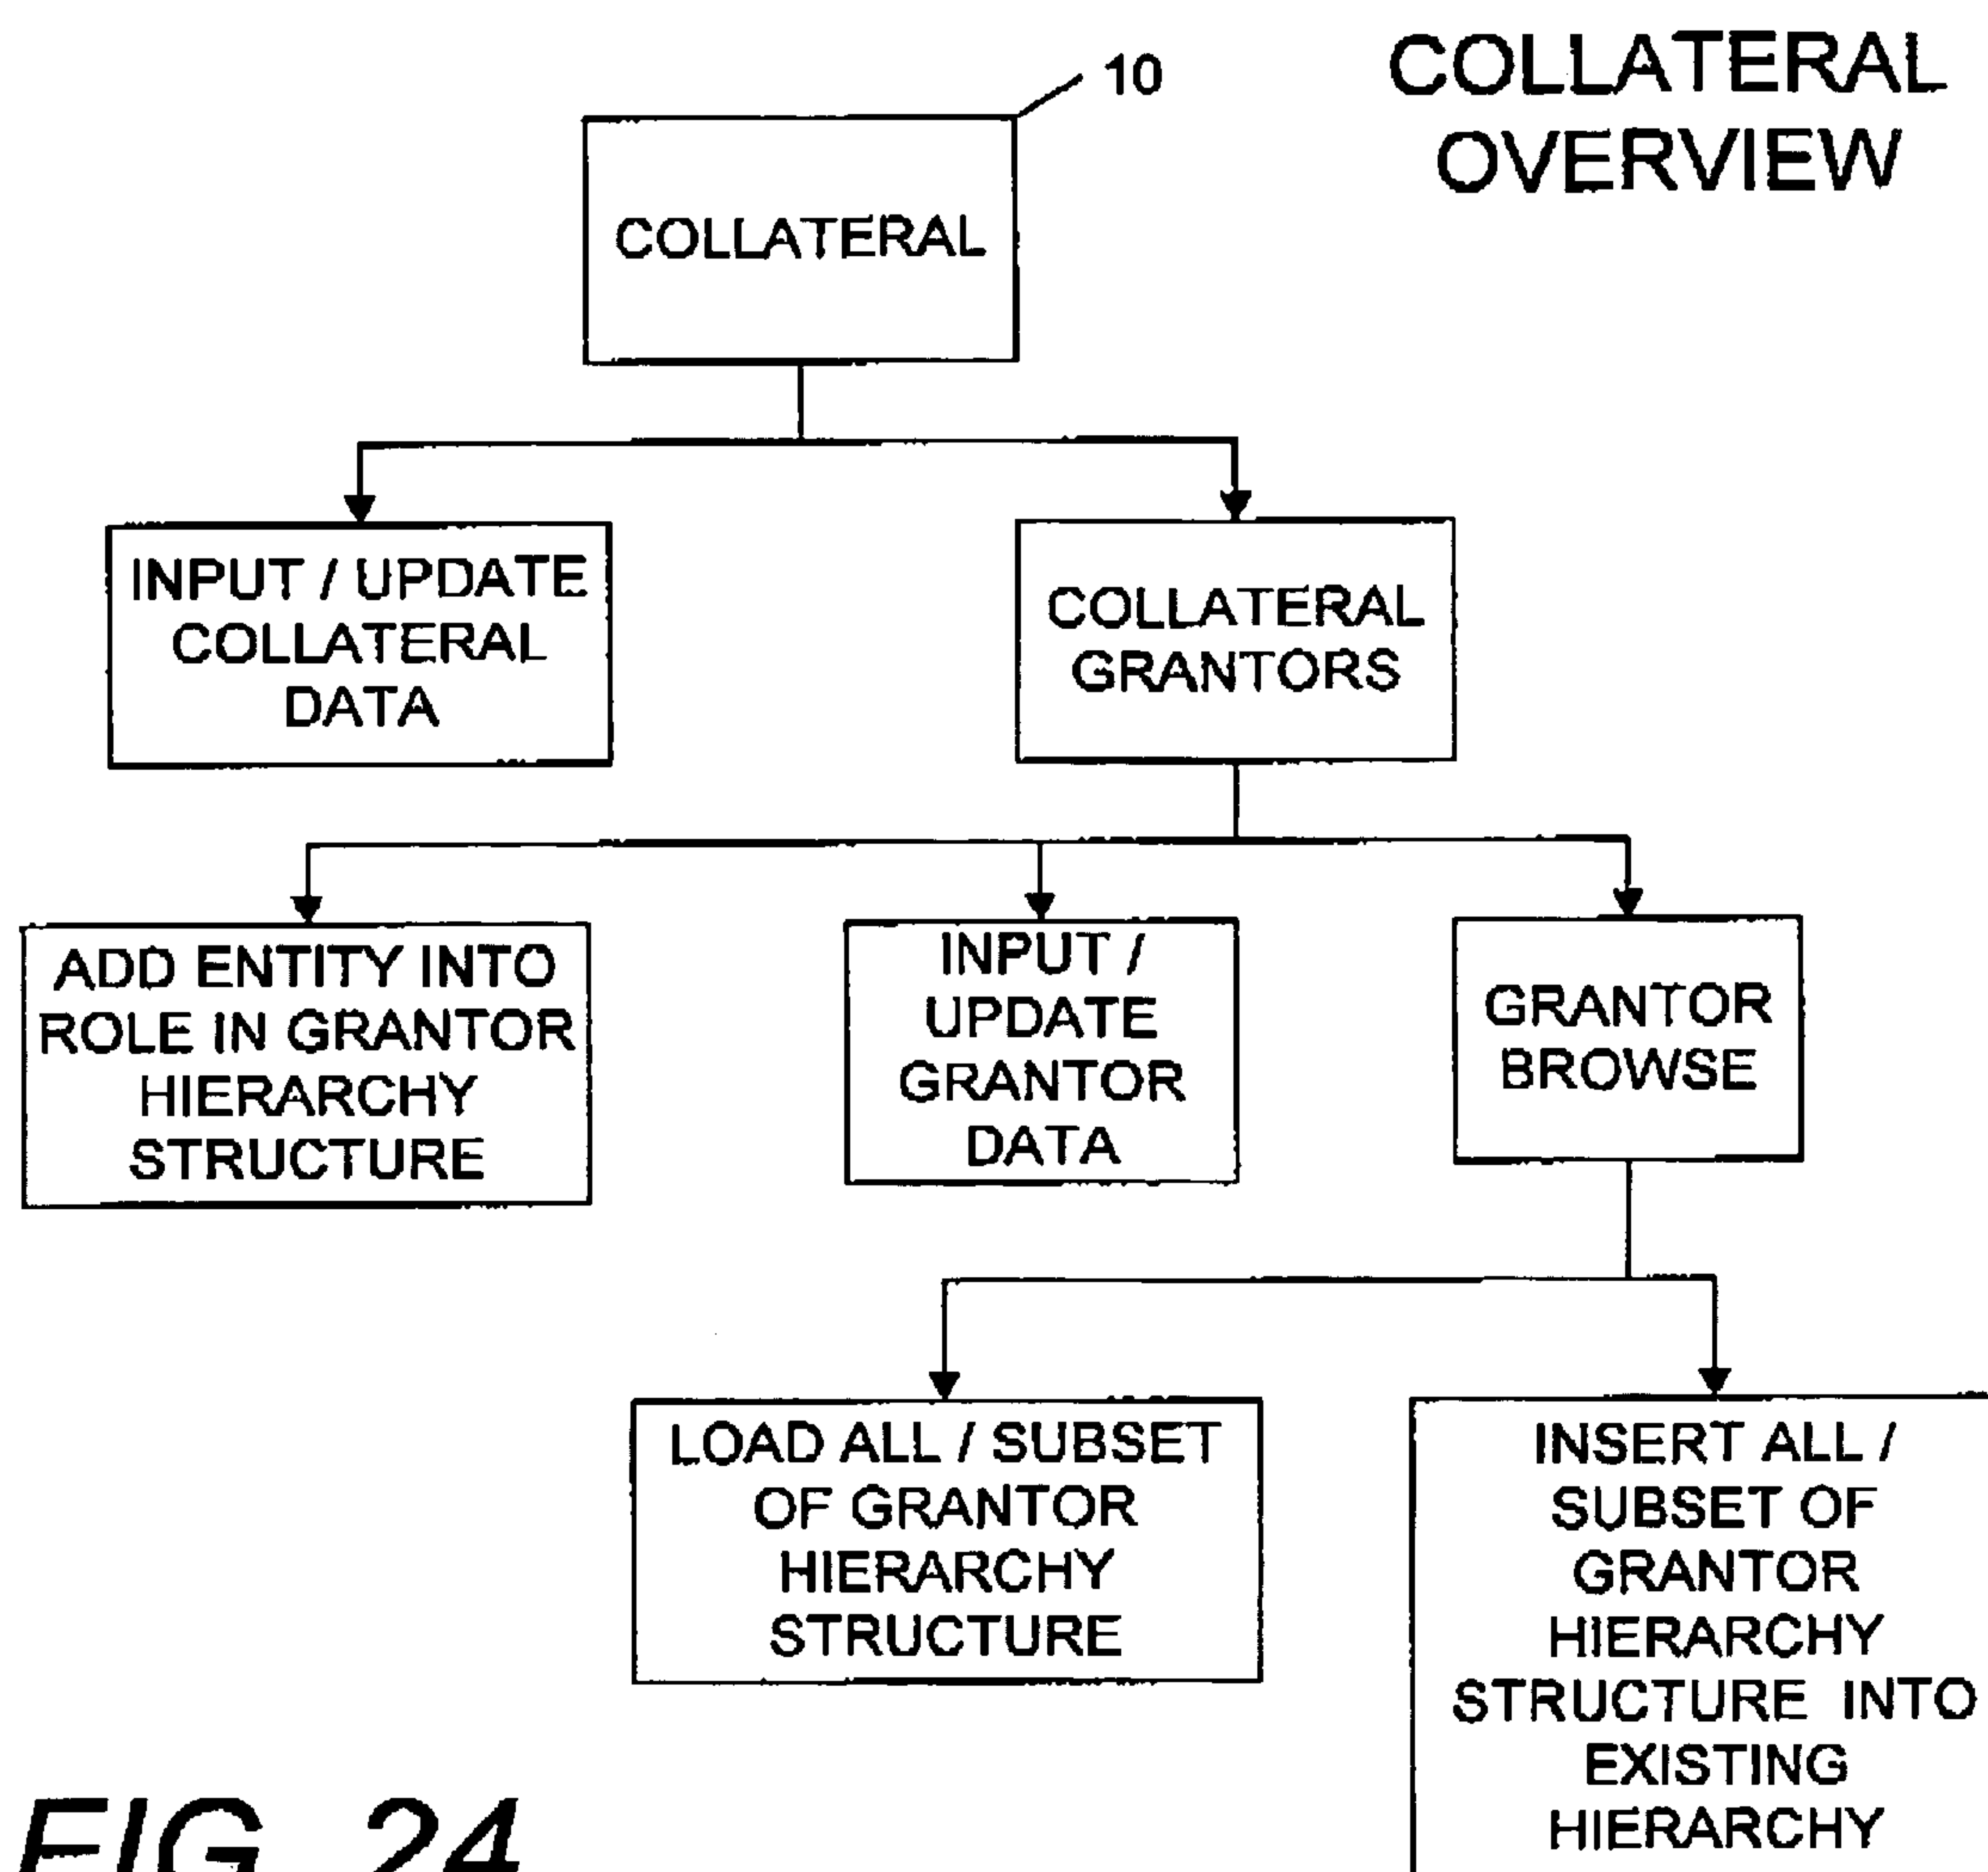 COLLATERAL
OVERVIEW
10
COLLATERAL
INPUT / UPDATE
COLLATERAL
DATA
COLLATERAL
GRANTORS
ADD ENTITY INTO
ROLE IN GRANTOR
HIERARCHY
STRUCTURE
INPUT /
UPDATE
GRANTOR
DATA
GRANTOR
BROWSE
LOAD ALL / SUBSET
OF GRANTOR
HIERARCHY
STRUCTURE
INSERT ALL /
SUBSET OF
GRANTOR
HIERARCHY
STRUCTURE INTO
EXISTING
HIERARCHY
FIG. 24